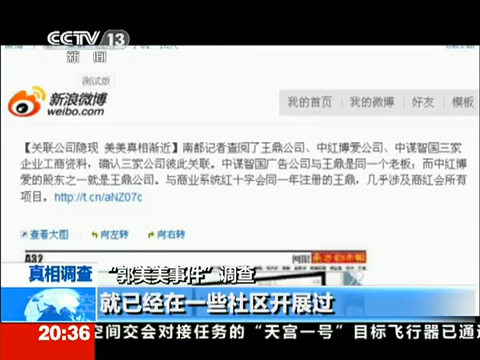 CCTV 13
新闻
测试版
新浪微博
weibo.com
我的首页 我的微博 好友 模板
【关联公司隐现 美美真相渐近】南都记者查阅了王鼎公司、中红博爱公司、中谋智国三家
企业工商资料，确认三家公司彼此关联。中谋智国广告公司与王鼎是同一个老板；而中红博
爱的股东之一就是王鼎公司。与商业系统红十字会同一年注册的王鼎，几乎涉及商红会所有
项目。http://t.cn/aNZ07c
查看大图 向左转 向右转
A32 网眼
真相调查 “郭美美事件”调查
就已经在一些社区开展过
20:36 空间交会对接任务的“天宫一号”目标飞行器已通